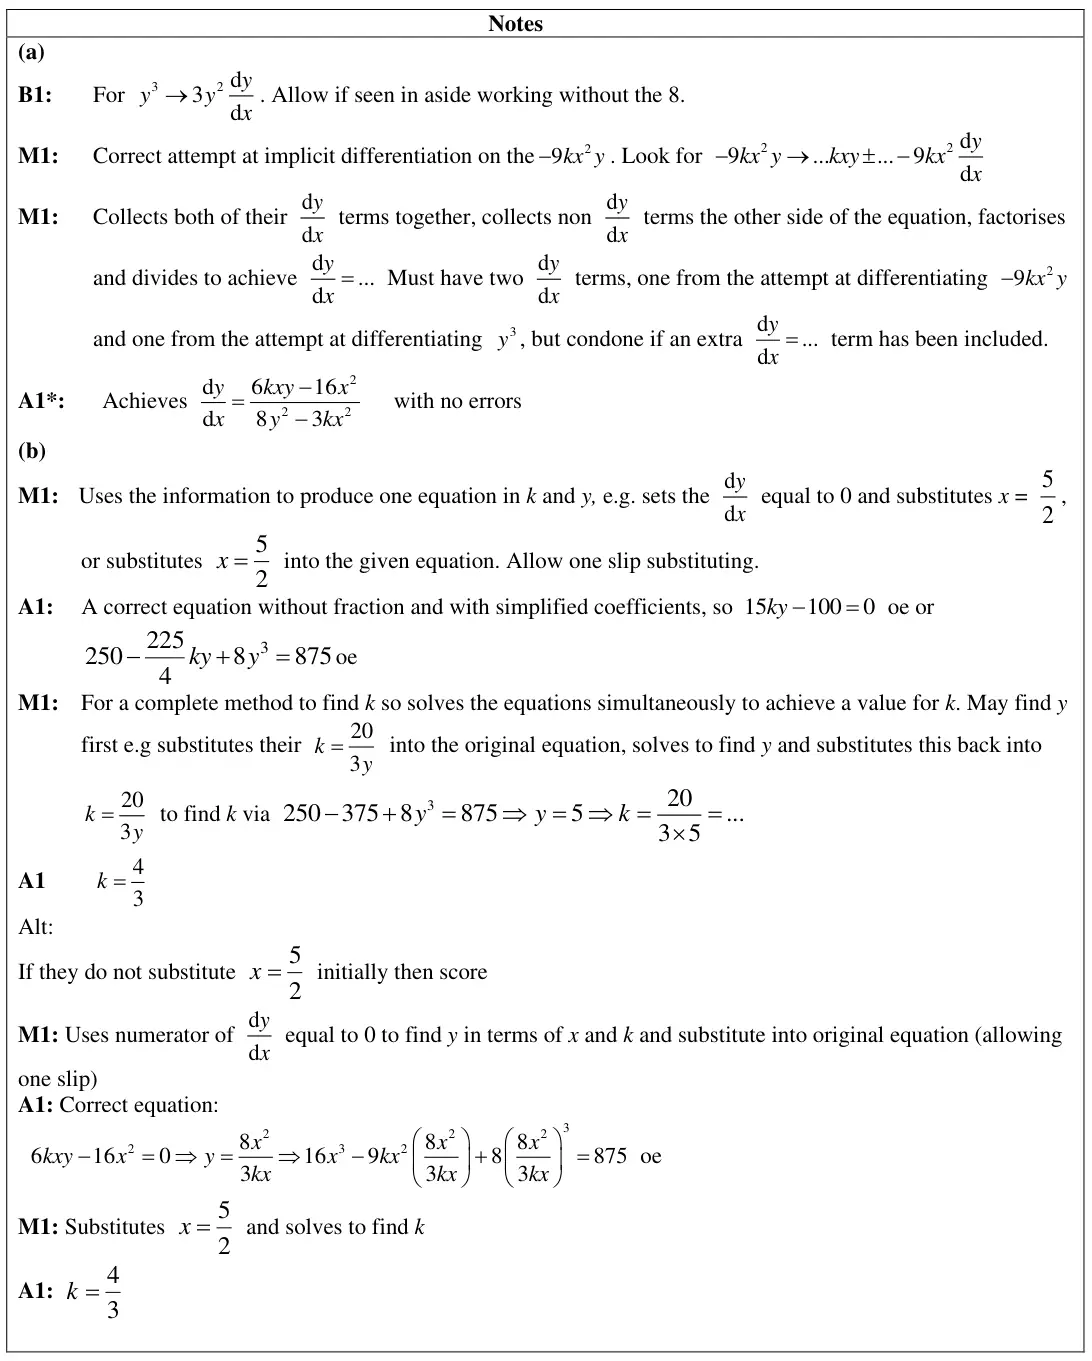 Notes
(a)
B1: For y³ → 3y² dy/dx . Allow if seen in aside working without the 8.
M1: Correct attempt at implicit differentiation on the −9kx²y . Look for −9kx²y → ...kxy ± ... − 9kx² dy/dx
M1: Collects both of their dy/dx terms together, collects non dy/dx terms the other side of the equation, factorises
and divides to achieve dy/dx = ... Must have two dy/dx terms, one from the attempt at differentiating −9kx²y
and one from the attempt at differentiating y³, but condone if an extra dy/dx = ... term has been included.
A1*: Achieves dy/dx = (6kxy − 16x²)/(8y² − 3kx²) with no errors
(b)
M1: Uses the information to produce one equation in k and y, e.g. sets the dy/dx equal to 0 and substitutes x = 5/2 ,
or substitutes x = 5/2 into the given equation. Allow one slip substituting.
A1: A correct equation without fraction and with simplified coefficients, so 15ky − 100 = 0 oe or
250 − 225/4 ky + 8y³ = 875 oe
M1: For a complete method to find k so solves the equations simultaneously to achieve a value for k. May find y
first e.g substitutes their k = 20/3y into the original equation, solves to find y and substitutes this back into
k = 20/3y to find k via 250 − 375 + 8y³ = 875 ⇒ y = 5 ⇒ k = 20/(3×5) = ...
A1 k = 4/3
Alt:
If they do not substitute x = 5/2 initially then score
M1: Uses numerator of dy/dx equal to 0 to find y in terms of x and k and substitute into original equation (allowing
one slip)
A1: Correct equation:
6kxy − 16x² = 0 ⇒ y = 8x²/3kx ⇒ 16x³ − 9kx² (8x²/3kx) + 8 (8x²/3kx)³ = 875 oe
M1: Substitutes x = 5/2 and solves to find k
A1: k = 4/3